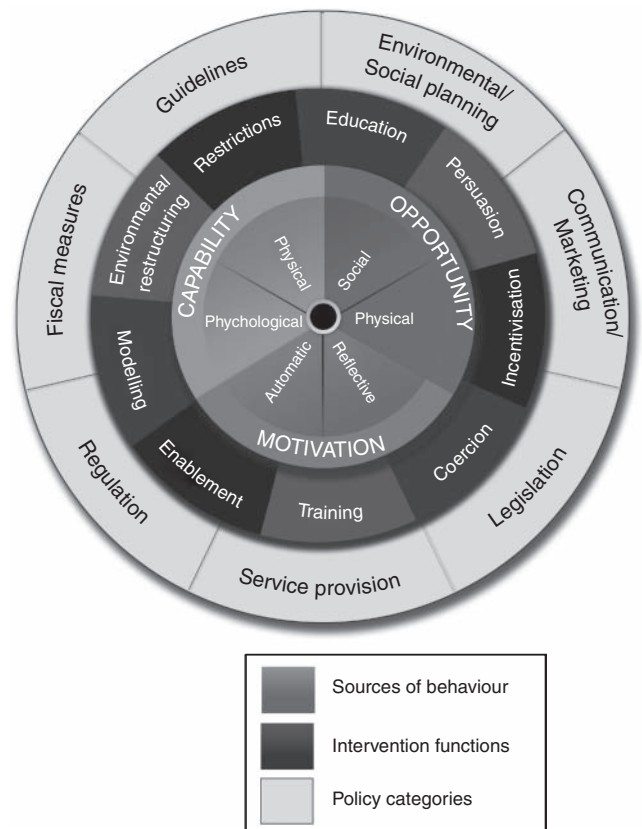 Guidelines
Environmental/
Social planning
Communication/
Marketing
Legislation
Service provision
Regulation
Fiscal measures
Restrictions
Education
Persuasion
Incentivisation
Coercion
Training
Enablement
Modelling
Environmental
restructuring
CAPABILITY
OPPORTUNITY
MOTIVATION
Physical
Social
Physical
Reflective
Automatic
Phychological
Sources of behaviour
Intervention functions
Policy categories